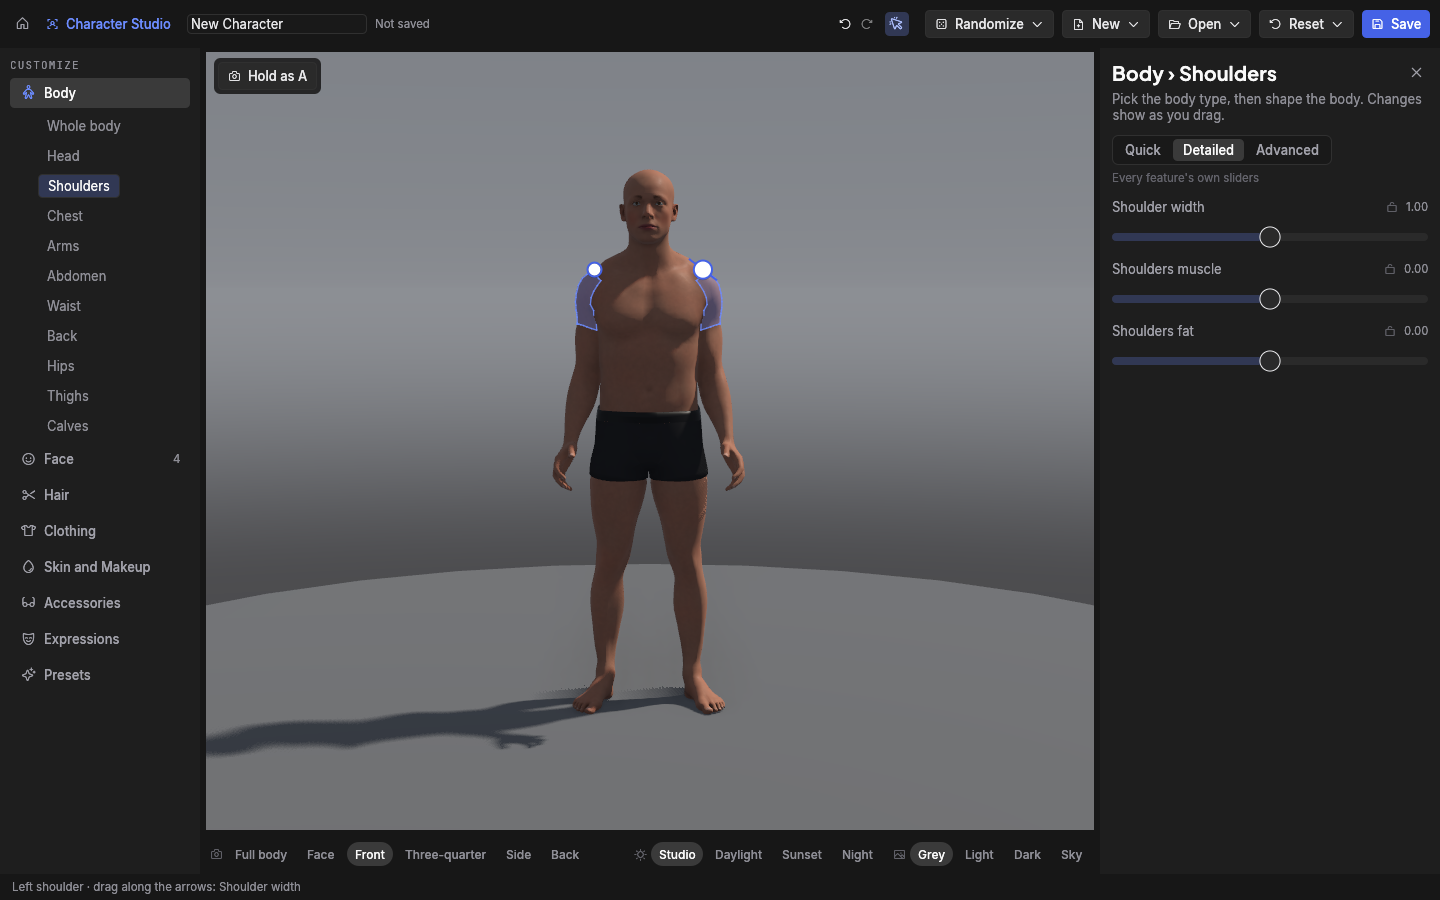 Character Studio
New Character
Not saved
Randomize
New
Open
Reset
Save
CUSTOMIZE
Body
Whole body
Head
Shoulders
Chest
Arms
Abdomen
Waist
Back
Hips
Thighs
Calves
Face 4
Hair
Clothing
Skin and Makeup
Accessories
Expressions
Presets
Hold as A
Full body Face Front Three-quarter Side Back
Studio Daylight Sunset Night
Grey Light Dark Sky
Body › Shoulders
Pick the body type, then shape the body. Changes
show as you drag.
Quick Detailed Advanced
Every feature's own sliders
Shoulder width 1.00
Shoulders muscle 0.00
Shoulders fat 0.00
Left shoulder · drag along the arrows: Shoulder width